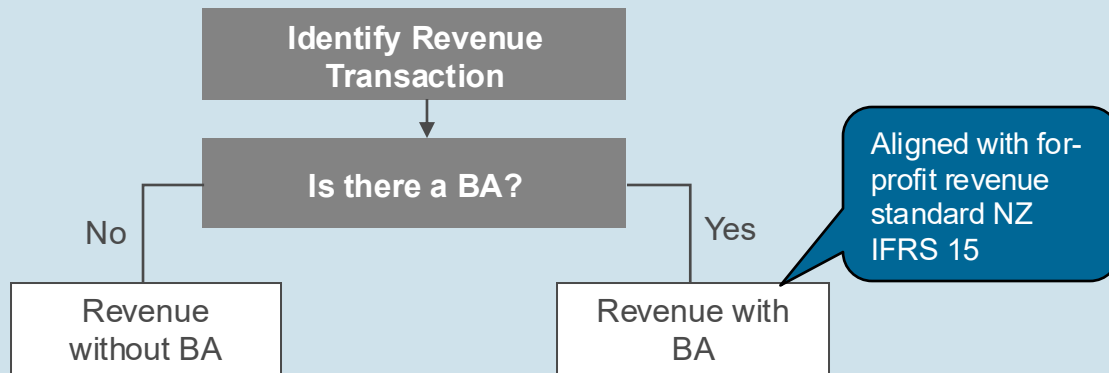 Identify Revenue
Transaction
Is there a BA?
Aligned with for-
profit revenue
standard NZ
IFRS 15
No
Yes
Revenue
without BA
Revenue with
BA